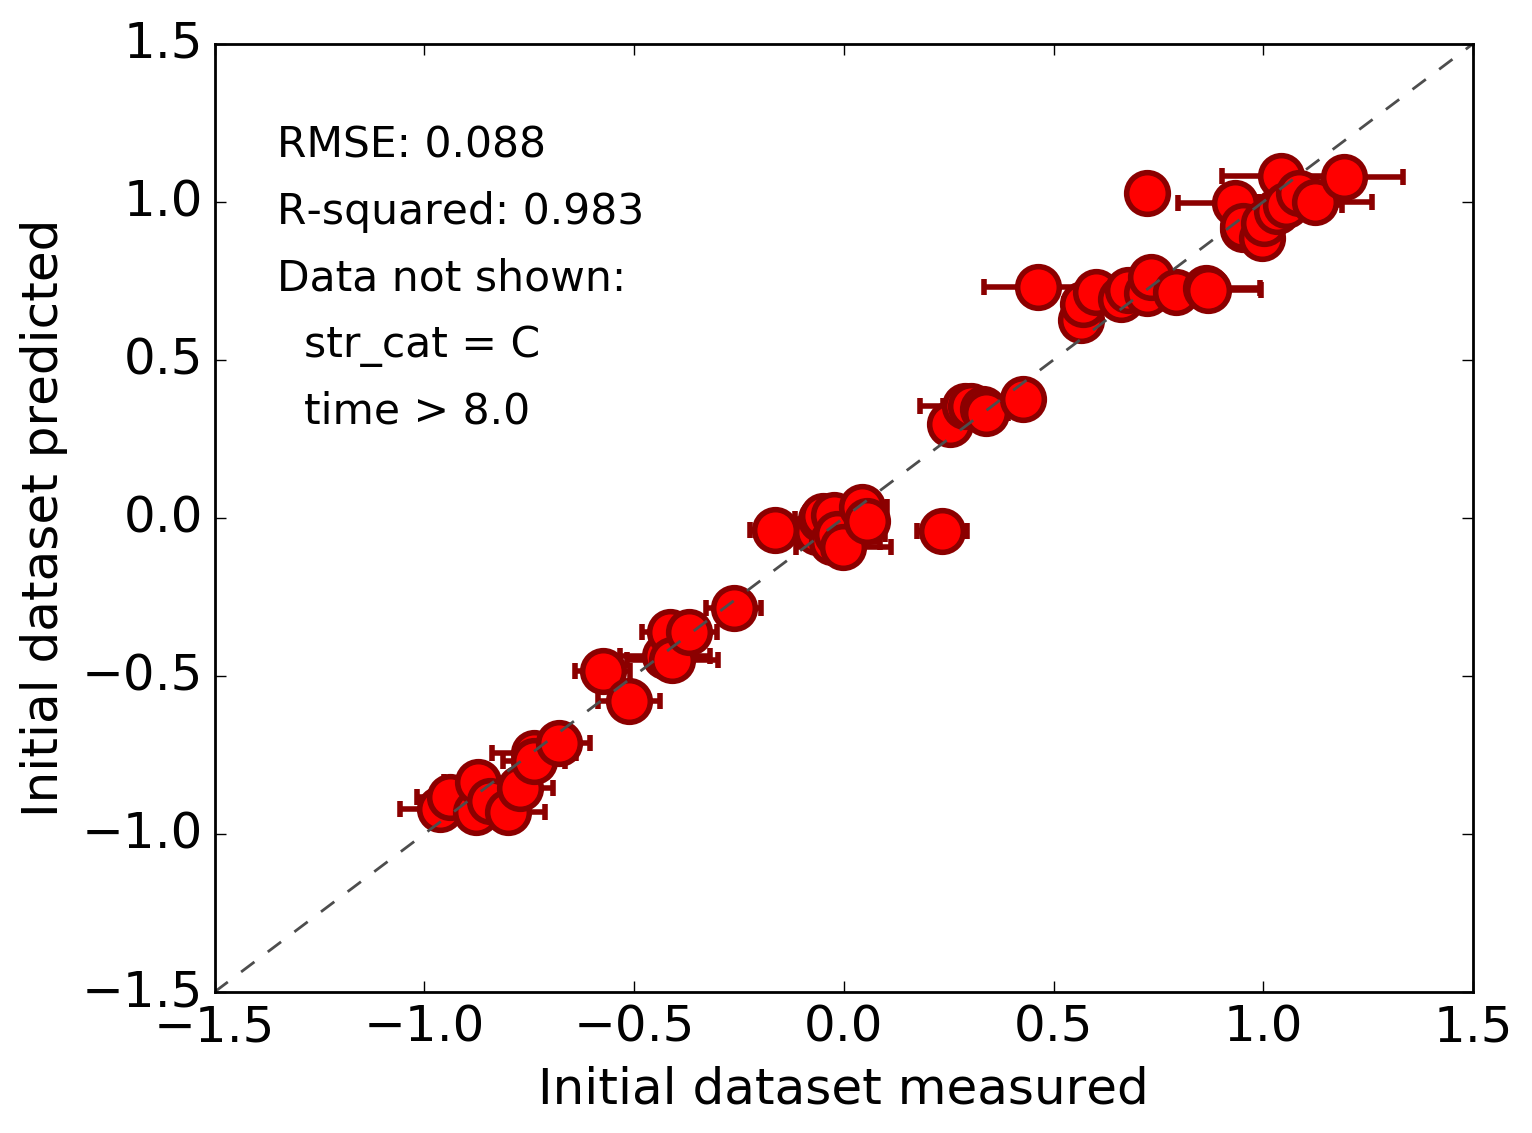 1.5
1.0
0.5
0.0
−0.5
−1.0
−1.5
Initial dataset predicted
RMSE: 0.088
R-squared: 0.983
Data not shown:
str_cat = C
time > 8.0
−1.5 −1.0 −0.5 0.0 0.5 1.0 1.5
Initial dataset measured